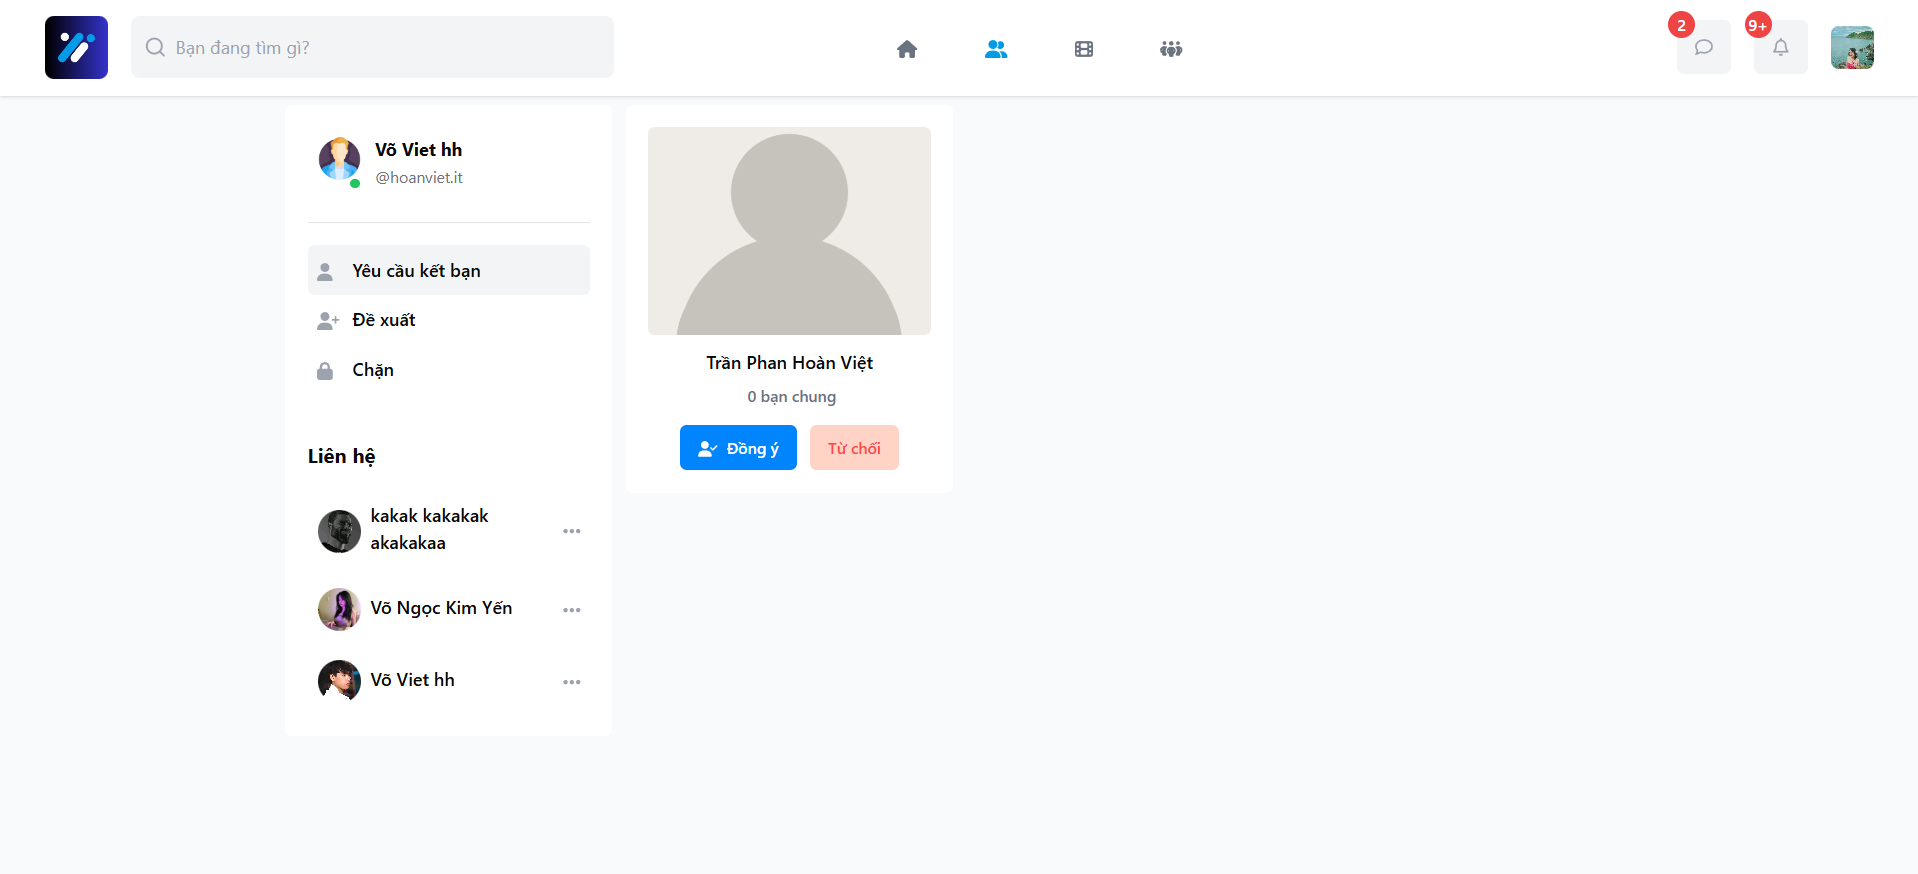 Bạn đang tìm gì?
2
9+
Võ Viet hh
@hoanviet.it
Yêu cầu kết bạn
Đề xuất
Chặn
Liên hệ
kakak kakakak
akakakaa
Võ Ngọc Kim Yến
Võ Viet hh
Trần Phan Hoàn Việt
0 bạn chung
Đồng ý
Từ chối